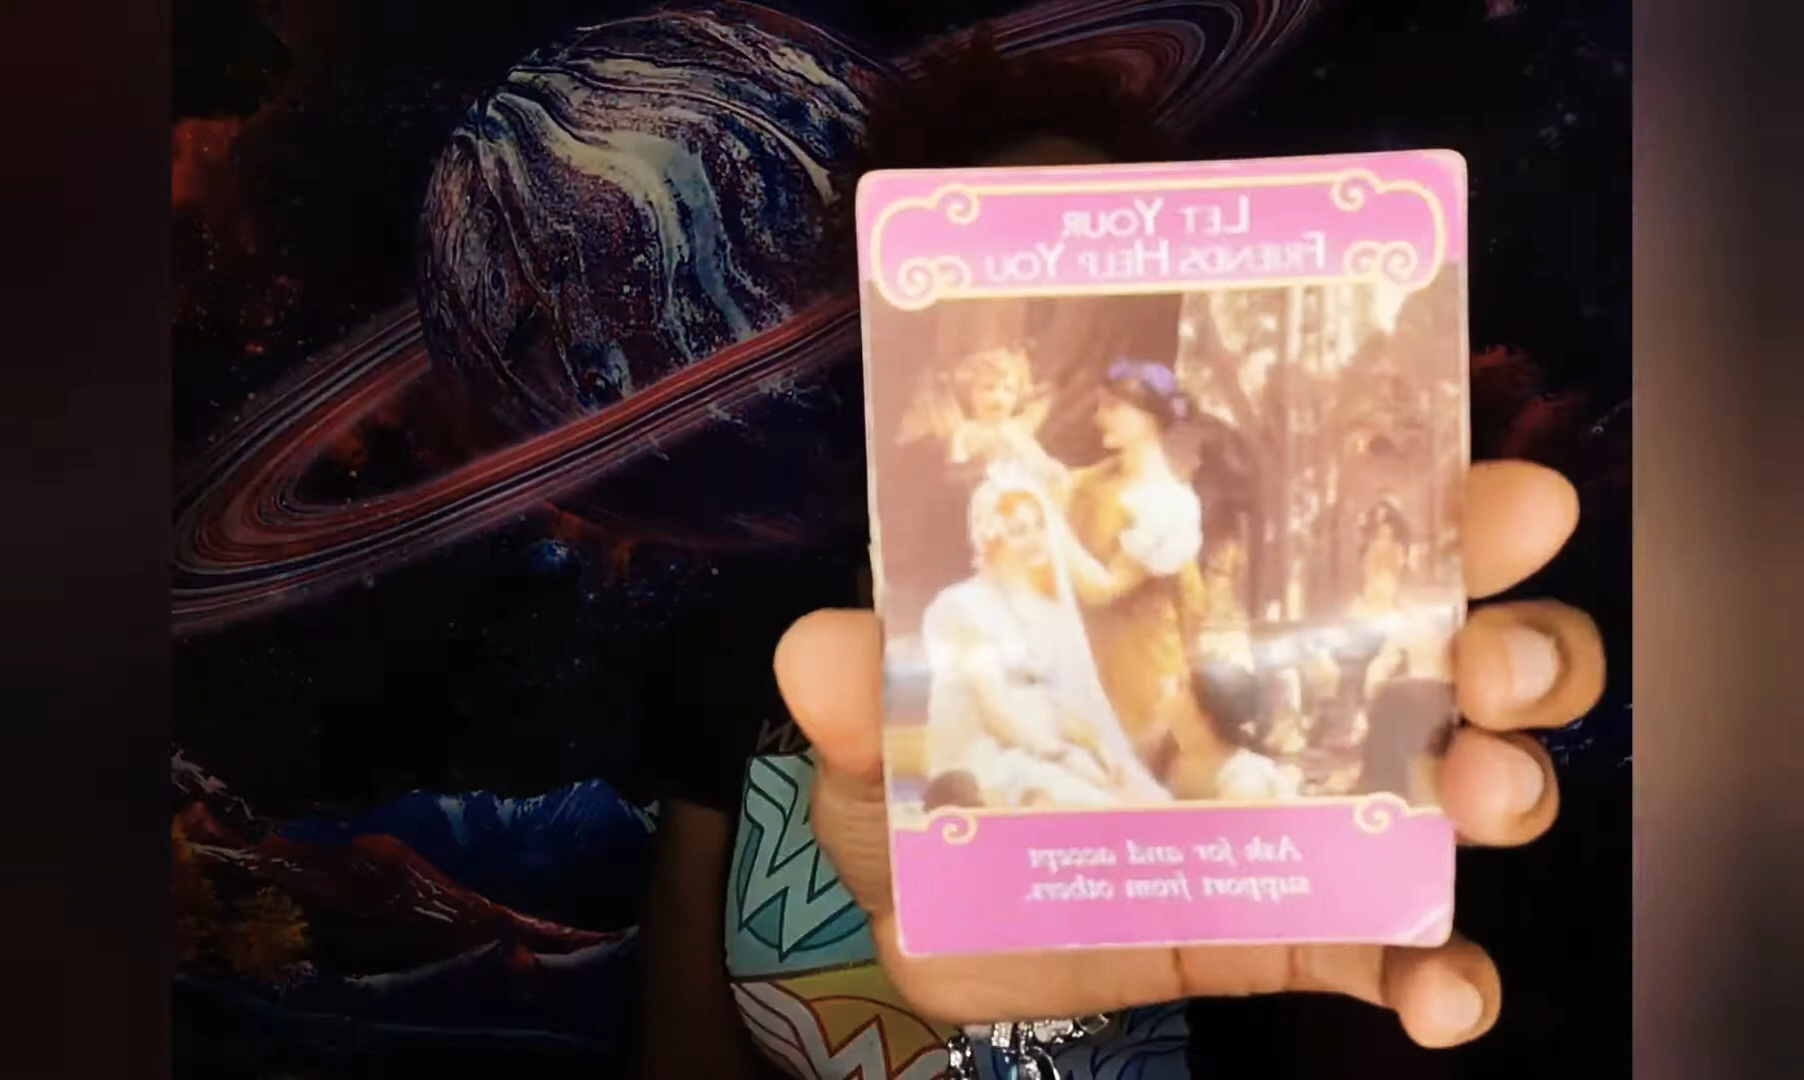 LET YOUR
FRIENDS HELP YOU
Ask for and accept
support from others.